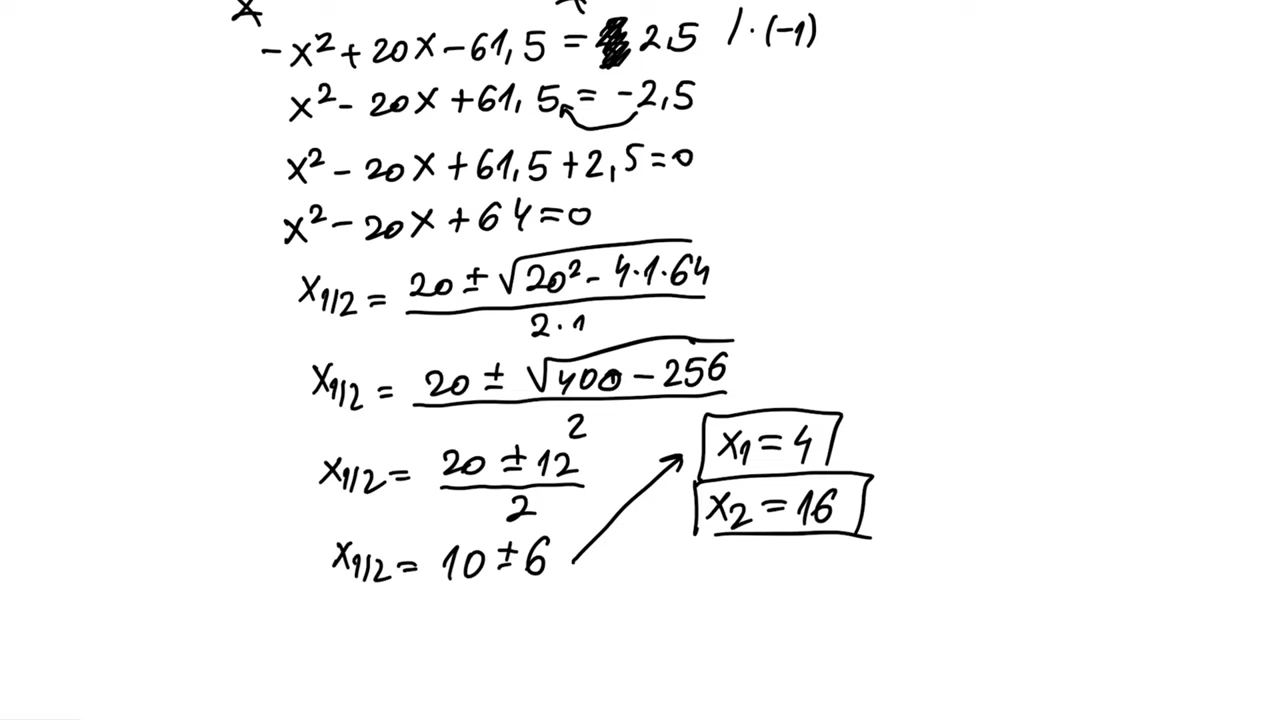 -x² + 20x - 61,5 = 2,5 /·(-1)
x² - 20x + 61,5 = -2,5
x² - 20x + 61,5 + 2,5 = 0
x² - 20x + 64 = 0
x1/2 = (20 ± √(20² - 4·1·64)) / (2·1)
x1/2 = (20 ± √(400 - 256)) / 2
x1/2 = (20 ± 12) / 2
x1/2 = 10 ± 6
x1 = 4
x2 = 16